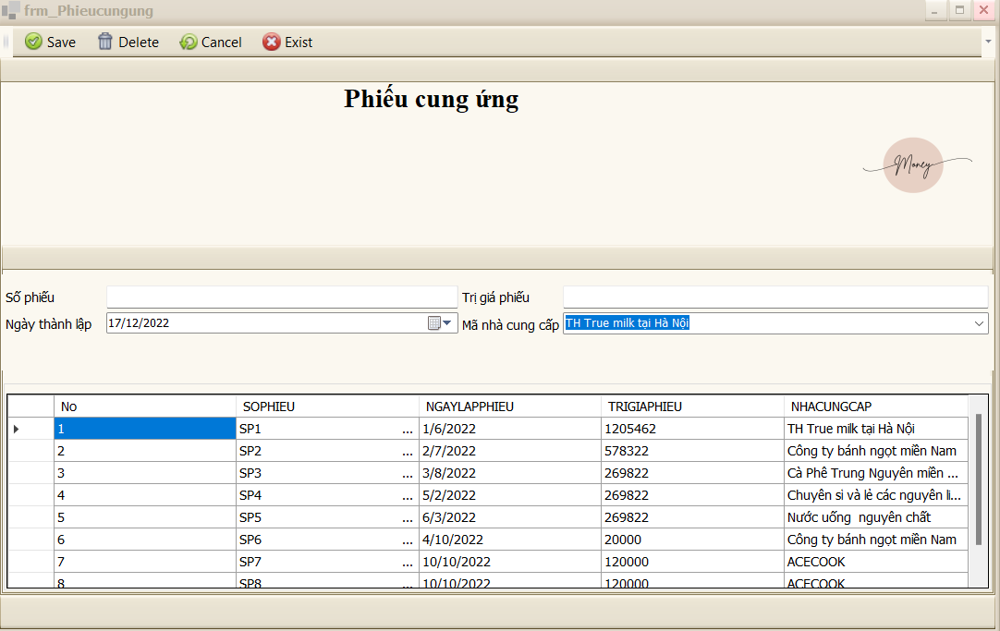 frm_Phieucungung
Save Delete Cancel Exist
Phiếu cung ứng
Money
Số phiếu Trị giá phiếu
Ngày thành lập 17/12/2022 Mã nhà cung cấp TH True milk tại Hà Nội
No SOPHIEU NGAYLAPPHIEU TRIGIAPHIEU NHACUNGCAP
1 SP1 ... 1/6/2022 1205462 TH True milk tại Hà Nội
2 SP2 ... 2/7/2022 578322 Công ty bánh ngọt miền Nam
3 SP3 ... 3/8/2022 269822 Cà Phê Trung Nguyên miền ...
4 SP4 ... 5/2/2022 269822 Chuyên sỉ và lẻ các nguyên li...
5 SP5 ... 6/3/2022 269822 Nước uống nguyên chất
6 SP6 ... 4/10/2022 20000 Công ty bánh ngọt miền Nam
7 SP7 ... 10/10/2022 120000 ACECOOK
8 SP8 ... 10/10/2022 120000 ACECOOK